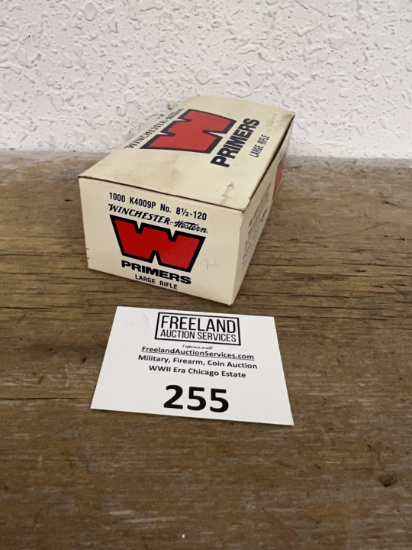 WINCHESTER
W
PRIMERS
LARGE RIFLE
1000 K4009P No. 8½-120
WINCHESTER-Western
W
PRIMERS
LARGE RIFLE
FREELAND
AUCTION SERVICES
FreelandAuctionServices.com
Military, Firearm, Coin Auction
WWII Era Chicago Estate
255